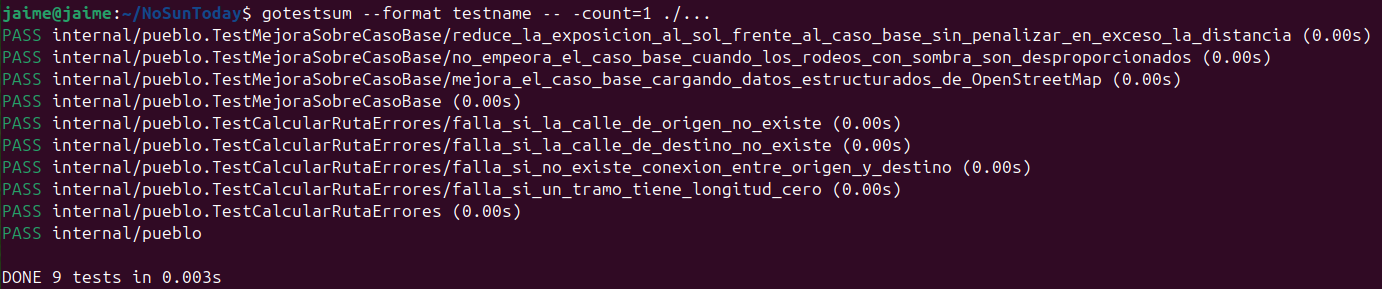 jaime@jaime:~/NoSunToday$ gotestsum --format testname -- -count=1 ./...
PASS internal/pueblo.TestMejoraSobreCasoBase/reduce_la_exposicion_al_sol_frente_al_caso_base_sin_penalizar_en_exceso_la_distancia (0.00s)
PASS internal/pueblo.TestMejoraSobreCasoBase/no_empeora_el_caso_base_cuando_los_rodeos_con_sombra_son_desproporcionados (0.00s)
PASS internal/pueblo.TestMejoraSobreCasoBase/mejora_el_caso_base_cargando_datos_estructurados_de_OpenStreetMap (0.00s)
PASS internal/pueblo.TestMejoraSobreCasoBase (0.00s)
PASS internal/pueblo.TestCalcularRutaErrores/falla_si_la_calle_de_origen_no_existe (0.00s)
PASS internal/pueblo.TestCalcularRutaErrores/falla_si_la_calle_de_destino_no_existe (0.00s)
PASS internal/pueblo.TestCalcularRutaErrores/falla_si_no_existe_conexion_entre_origen_y_destino (0.00s)
PASS internal/pueblo.TestCalcularRutaErrores/falla_si_un_tramo_tiene_longitud_cero (0.00s)
PASS internal/pueblo.TestCalcularRutaErrores (0.00s)
PASS internal/pueblo
DONE 9 tests in 0.003s